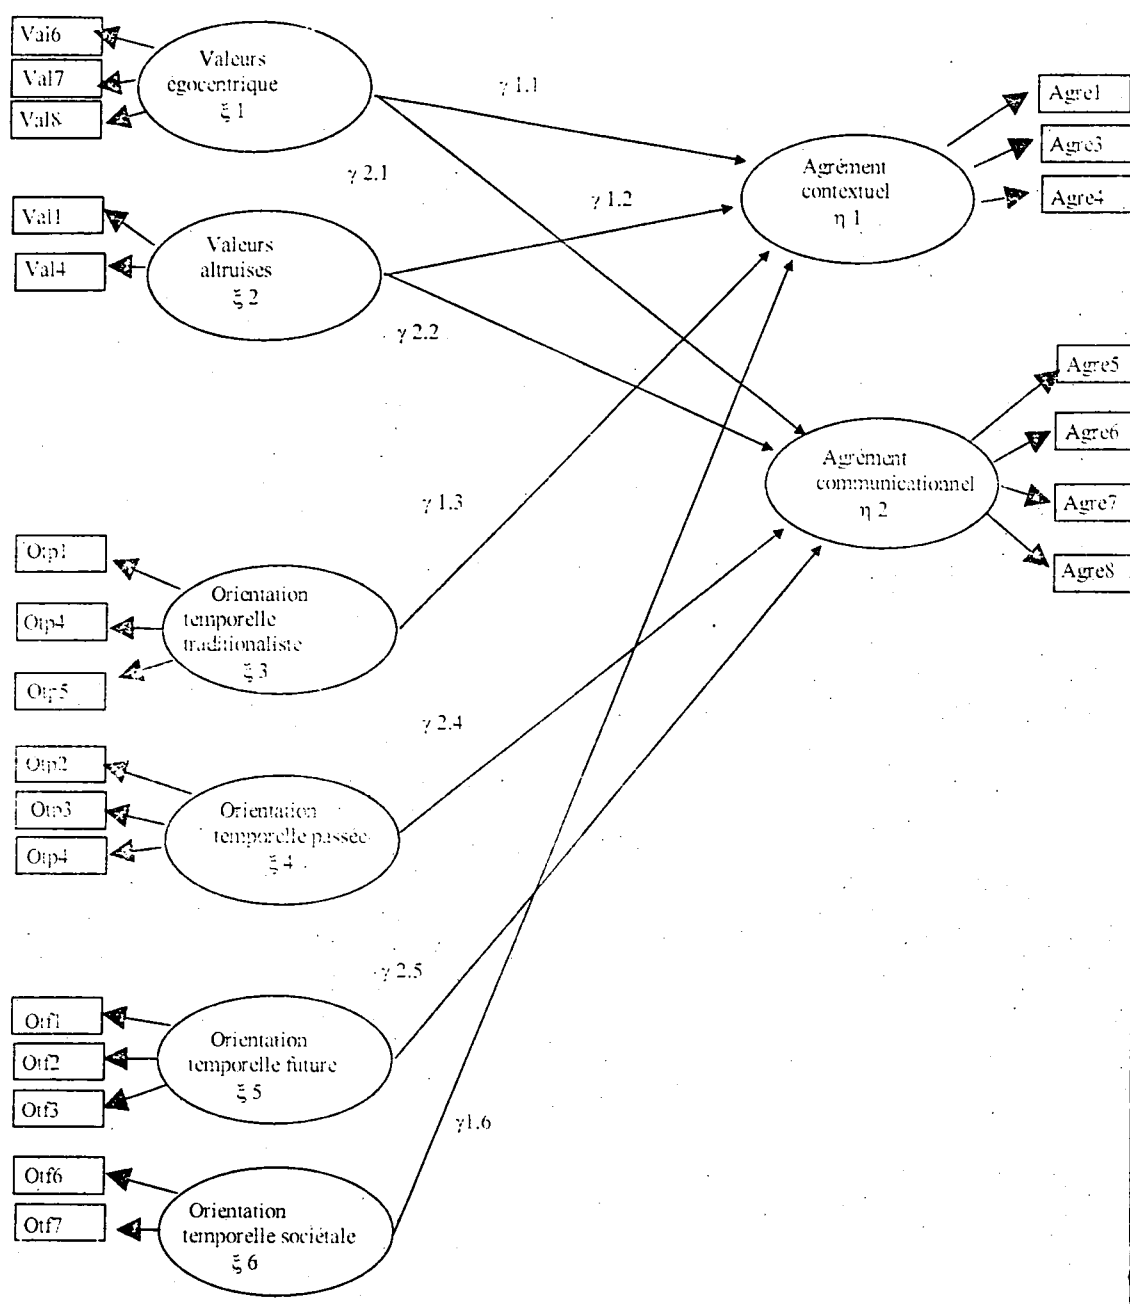 Val6
Val7
Val8
Valeurs
égocentrique
ξ 1
γ 1.1
Agre1
Agre3
Agre4
Agrément
contextuel
η 1
γ 2.1
γ 1.2
Val1
Val4
Valeurs
altruises
ξ 2
γ 2.2
Agre5
Agre6
Agre7
Agre8
Agrément
communicationnel
η 2
γ 1.3
Otp1
Otp4
Otp5
Orientation
temporelle
traditionaliste
ξ 3
γ 2.4
Otp2
Otp3
Otp4
Orientation
temporelle passée
ξ 4
γ 2.5
Otf1
Otf2
Otf3
Orientation
temporelle future
ξ 5
γ1.6
Otf6
Otf7
Orientation
temporelle sociétale
ξ 6